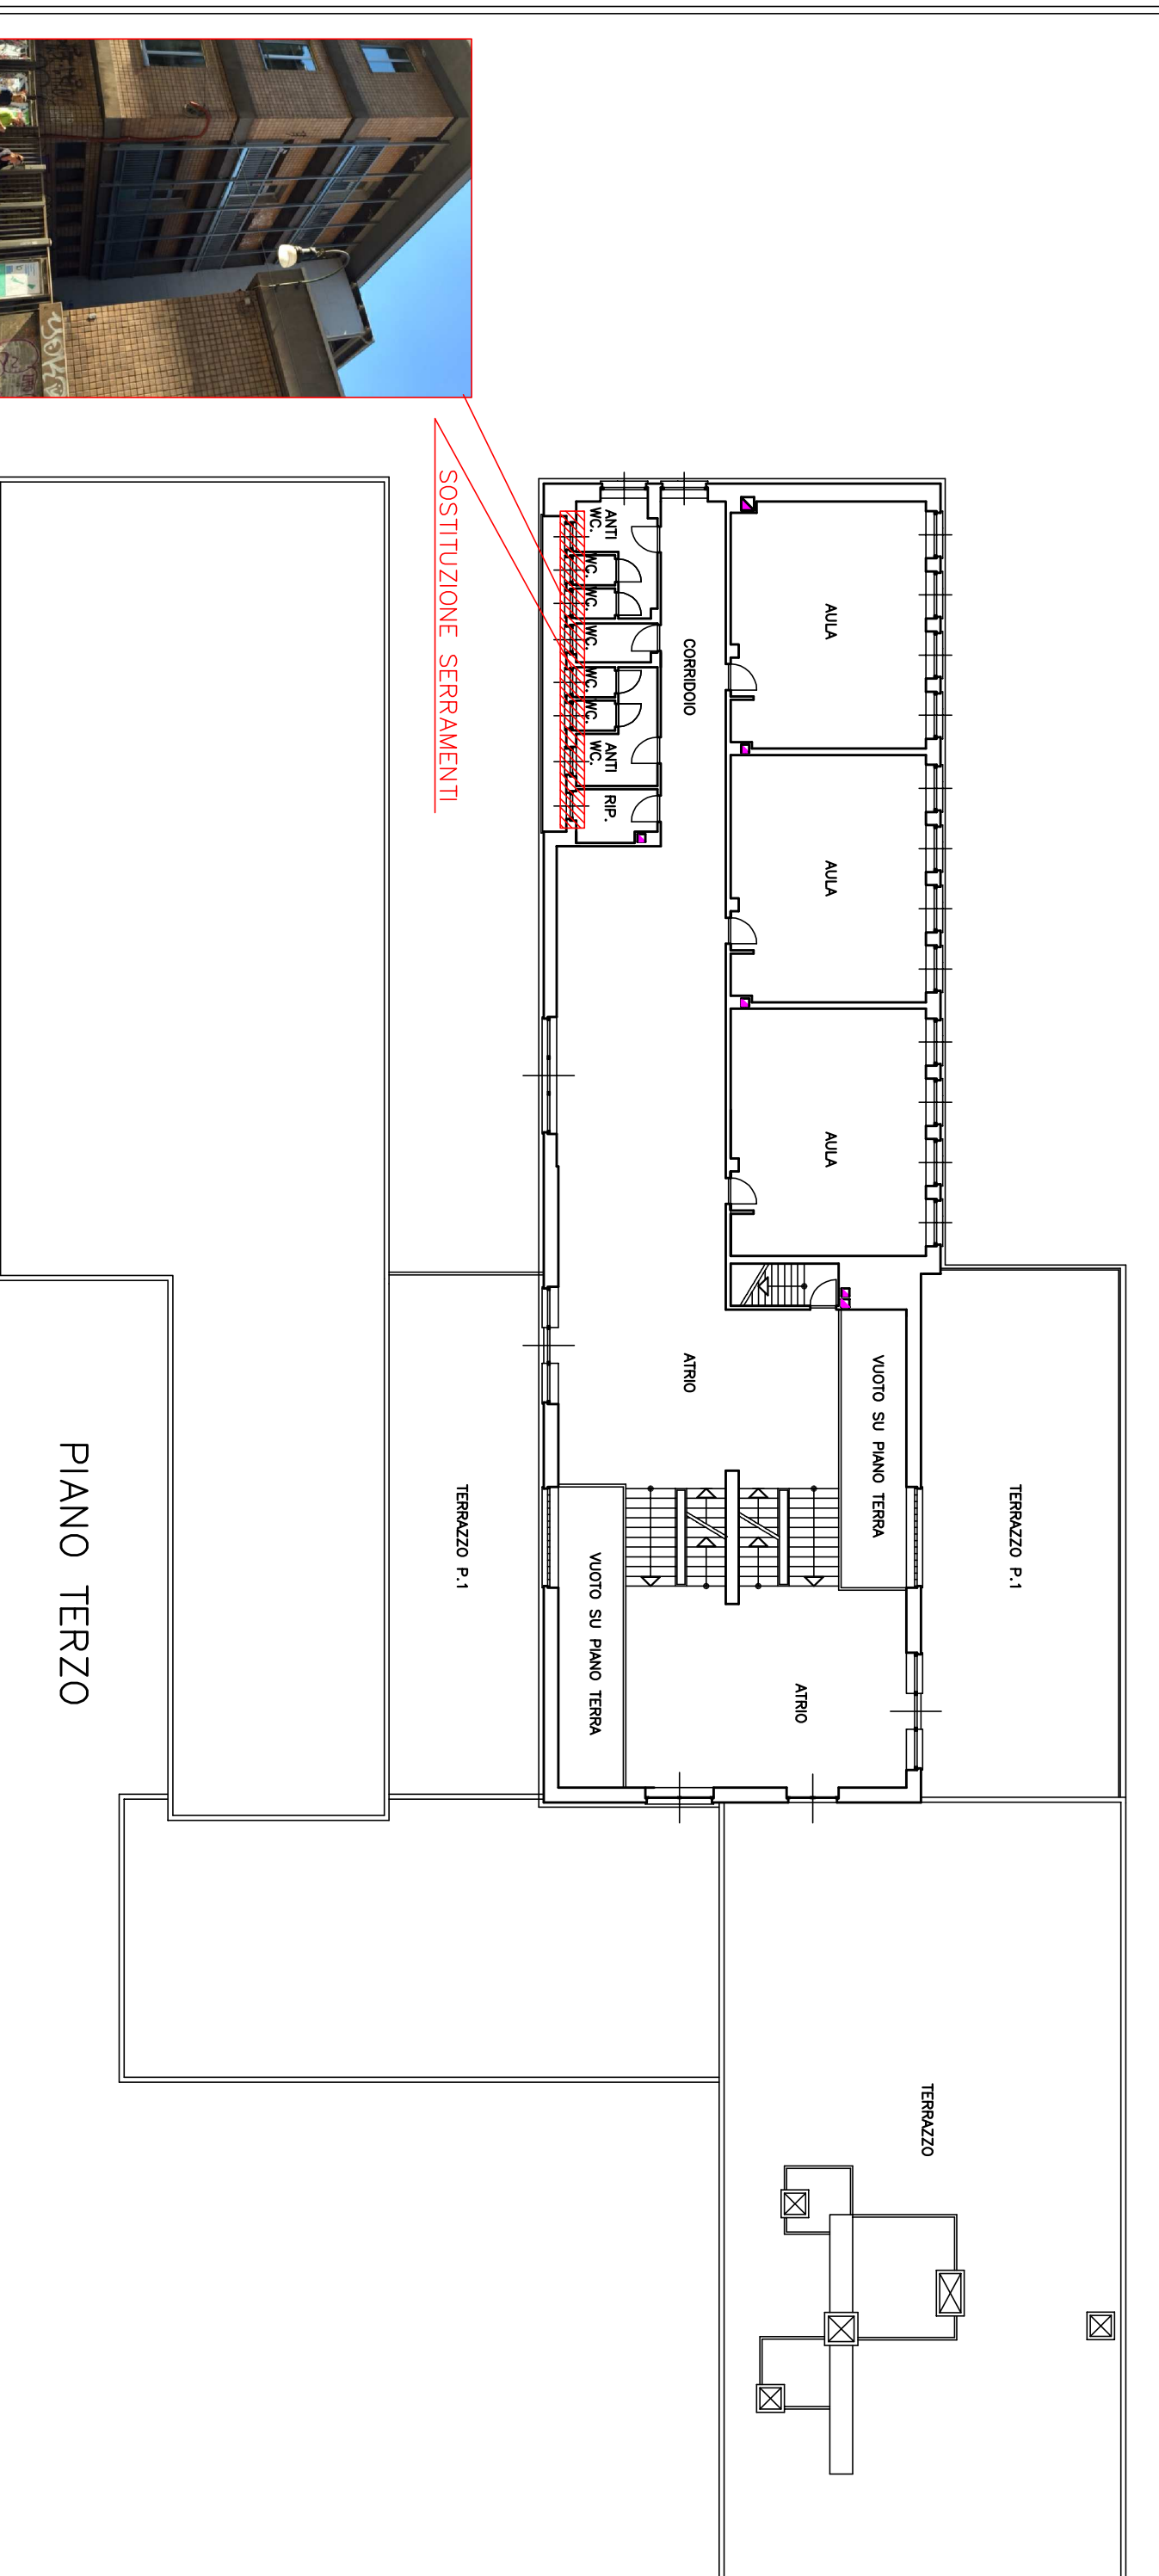 TERRAZZO P.1
TERRAZZO
VUOTO SU PIANO TERRA
AULA
AULA
AULA
ATRIO
CORRIDOIO
ATRIO
ANTI
WC.
WC.
WC.
WC.
WC.
WC.
ANTI
WC.
RIP.
VUOTO SU PIANO TERRA
TERRAZZO P.1
SOSTITUZIONE SERRAMENTI
PIANO TERZO